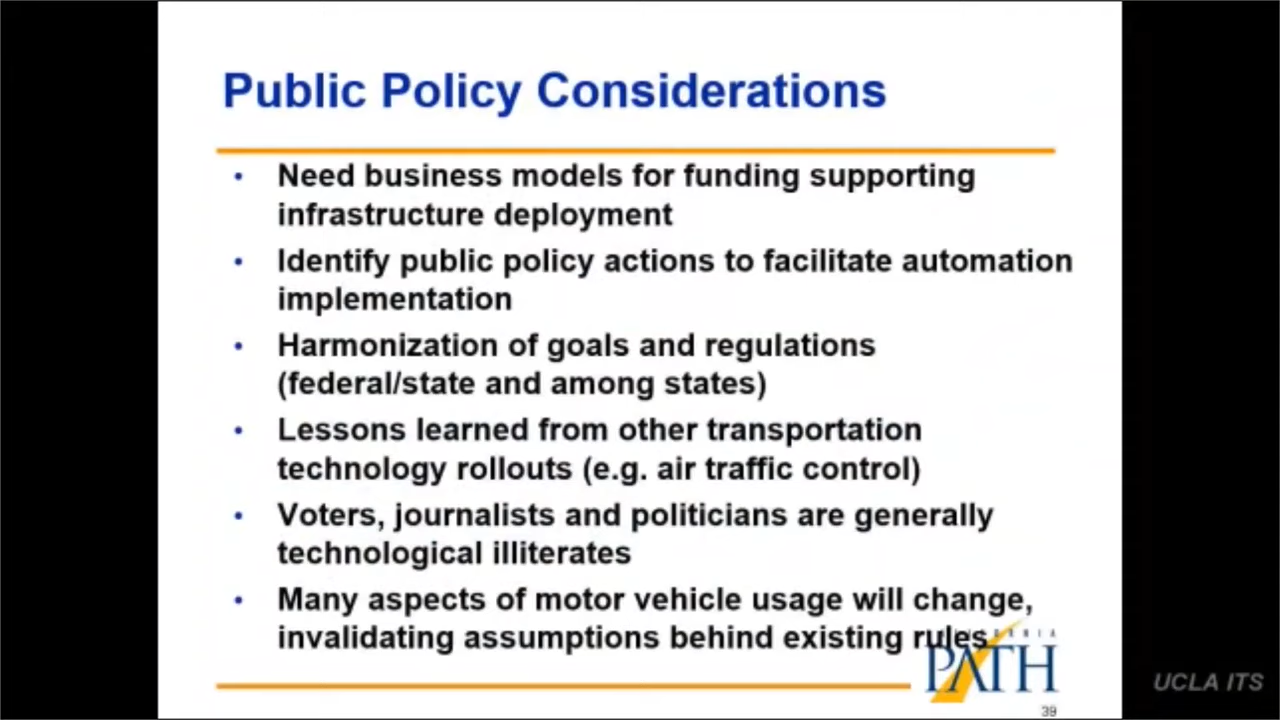 Public Policy Considerations
• Need business models for funding supporting
infrastructure deployment
• Identify public policy actions to facilitate automation
implementation
• Harmonization of goals and regulations
(federal/state and among states)
• Lessons learned from other transportation
technology rollouts (e.g. air traffic control)
• Voters, journalists and politicians are generally
technological illiterates
• Many aspects of motor vehicle usage will change,
invalidating assumptions behind existing rules
PATH
UCLA ITS
39